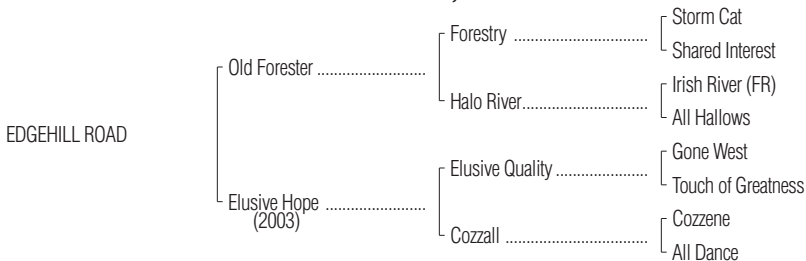 Storm Cat
Forestry ................................
Shared Interest
Old Forester .........................
Irish River (FR)
Halo River..............................
All Hallows
EDGEHILL ROAD
Gone West
Elusive Quality ......................
Touch of Greatness
Elusive Hope .......................
(2003)
Cozzene
Cozzall ..................................
All Dance